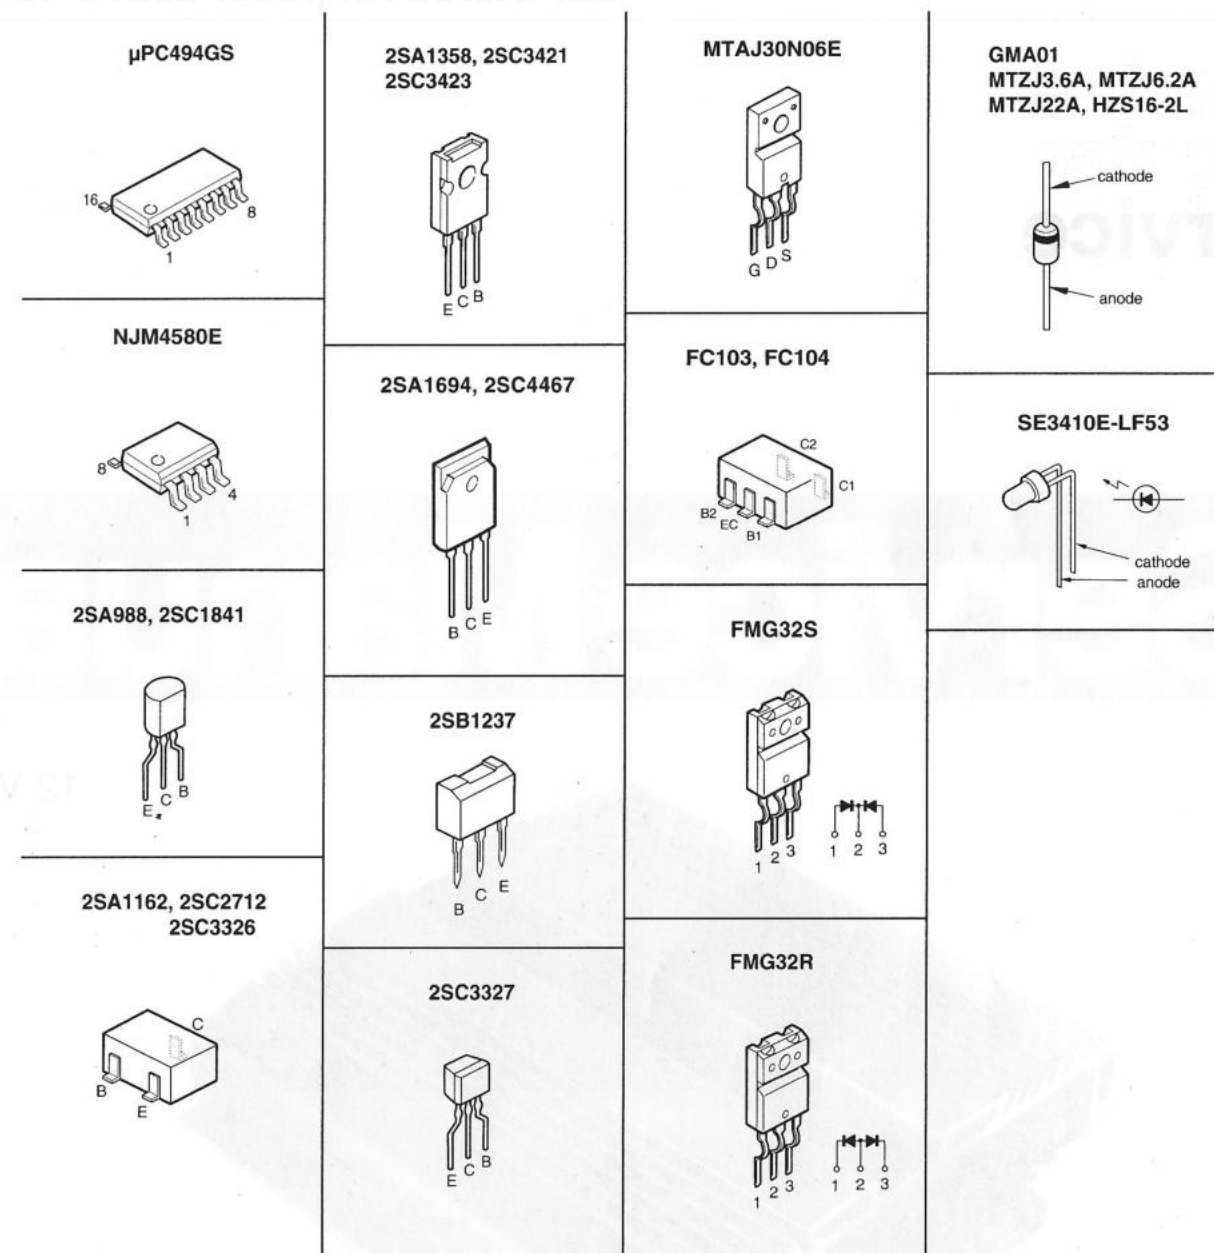 µPC494GS
16
8
1
NJM4580E
8
4
1
2SA988, 2SC1841
E C B
2SA1162, 2SC2712
2SC3326
C
B
E
2SA1358, 2SC3421
2SC3423
E C B
2SA1694, 2SC4467
B C E
2SB1237
B C E
2SC3327
E C B
MTAJ30N06E
G D S
FC103, FC104
C2
C1
B2 EC B1
FMG32S
1 2 3
1 2 3
FMG32R
1 2 3
1 2 3
GMA01
MTZJ3.6A, MTZJ6.2A
MTZJ22A, HZS16-2L
cathode
anode
SE3410E-LF53
cathode
anode